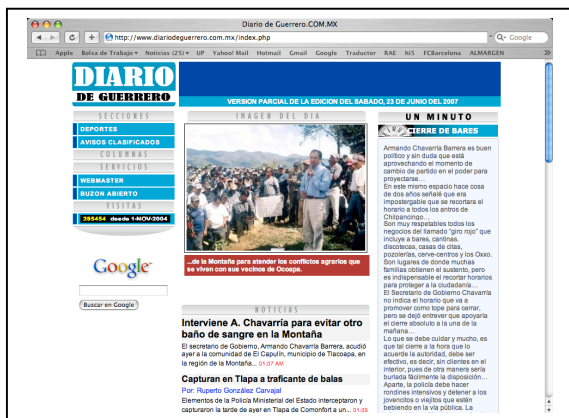 Diario de Guerrero.COM.MX
http://www.diariodeguerrero.com.mx/index.php
Google
Apple Bolsa de Trabajo Noticias (25) UP Yahoo! Mail Hotmail Gmail Google Traductor RAE hi5 FCBarcelona ALMARGEN
DIARIO
DE GUERRERO
VERSION PARCIAL DE LA EDICION DEL SABADO, 23 DE JUNIO DEL 2007
SECCIONES
DEPORTES
AVISOS CLASIFICADOS
COLUMNAS
SERVICIOS
WEBMASTER
BUZON ABIERTO
VISITAS
285454 desde 1-NOV-2004
Google
Buscar en Google
IMAGEN DEL DIA
...de la Montaña para atender los conflictos agrarios que
se viven con sus vecinos de Ocoapa.
NOTICIAS
Interviene A. Chavarría para evitar otro
baño de sangre en la Montaña
El secretario de Gobierno, Armando Chavarría Barrera, acudió
ayer a la comunidad de El Capulín, municipio de Tlacoapa, en
la región de la Montaña... 01:07 AM
Capturan en Tlapa a traficante de balas
Por: Ruperto González Carvajal
Elementos de la Policía Ministerial del Estado interceptaron y
capturaron la tarde de ayer en Tlapa de Comonfort a un... 01:09
UN MINUTO
CIERRE DE BARES
Armando Chavarría Barrera es buen
político y sin duda que está
aprovechando el momento de
cambio de partido en el poder para
proyectarse...
En este mismo espacio hace cosa
de dos años señalé que era
impostergable que se recortara el
horario a todos los antros de
Chilpancingo...
Son muy respetables todos los
negocios del llamado "giro rojo" que
incluye a bares, cantinas,
discotecas, casas de citas,
pozolerías, cerve-centros y los Oxxo.
Son lugares de donde muchas
familias obtienen el sustento, pero
es indispensable el recortar horarios
para proteger a la ciudadanía...
El Secretario de Gobierno Chavarría
no indica el horario que va a
promover como tope para cerrar,
pero se dejó entrever que apoyaría
el cierre absoluto a la una de la
mañana...
Lo que se debe cuidar y mucho, es
que tal cierre a la hora que lo
acuerde la autoridad, debe ser
efectivo, es decir, sin clientes en el
interior, pues de otra manera sería
burlada fácilmente la disposición...
Aparte, la policía debe hacer
rondines intensivos y detener a los
jovencitos o viejitos que estén
bebiendo en la vía pública. La